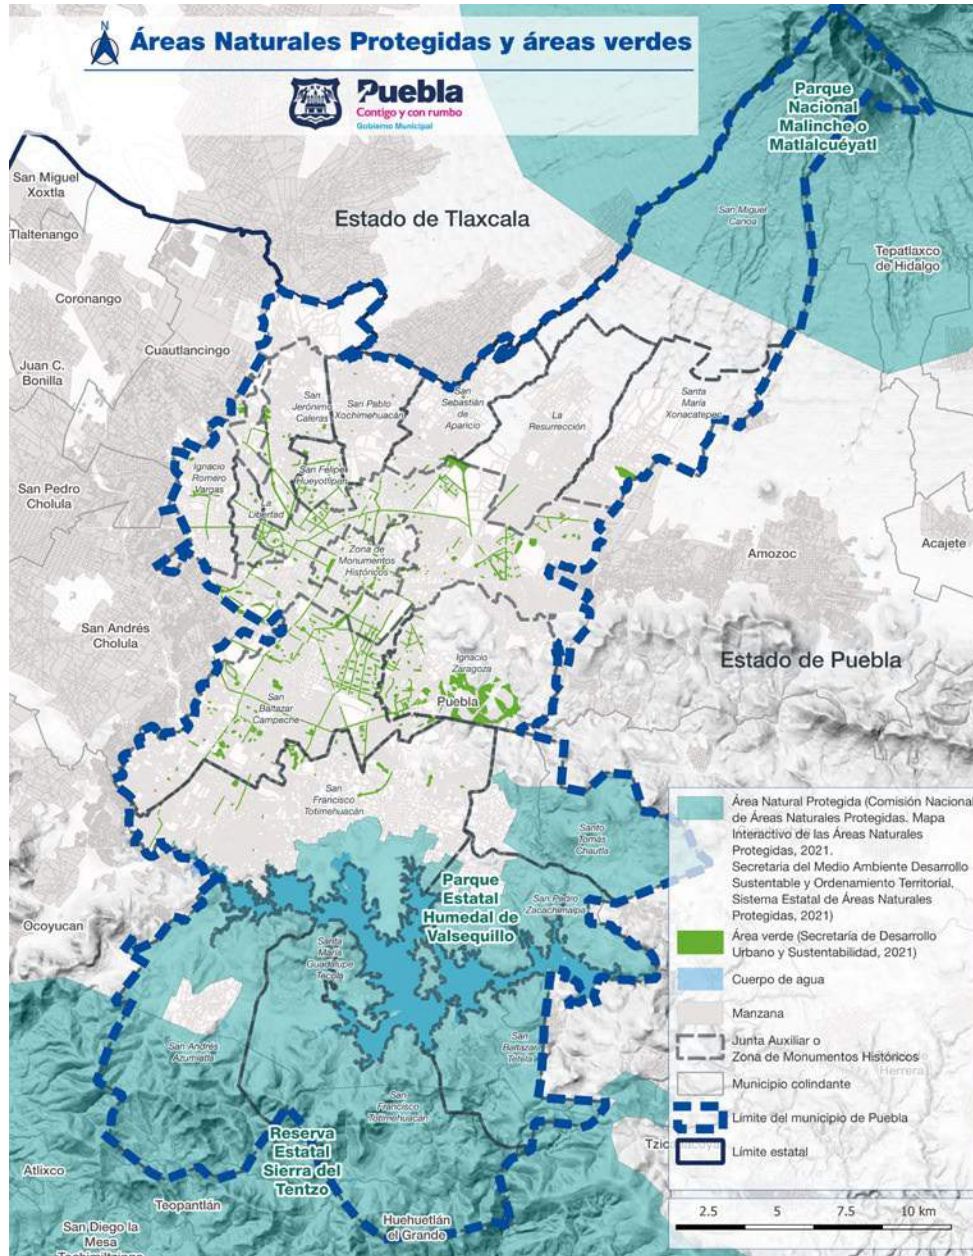 N
Áreas Naturales Protegidas y áreas verdes
Puebla
Contigo y con rumbo
Gobierno Municipal
Parque
Nacional
Malinche o
Matlalcuéyatl
San Miguel
Xoxtla
Tlaltenango
Estado de Tlaxcala
San Miguel
Canoa
Tepatlaxco
de Hidalgo
Coronango
Cuautlancingo
Juan C.
Bonilla
San
Jerónimo
Caleras
San Pablo
Xochimehuacán
San
Sebastián
de
Aparicio
La
Resurrección
Santa
María
Xonacatepec
Ignacio
Romero
Vargas
San Felipe
Hueyotlipan
La
Libertad
San Pedro
Cholula
Zona de
Monumentos
Históricos
Amozoc
Acajete
San Andrés
Cholula
Ignacio
Zaragoza
Estado de Puebla
Puebla
San
Baltazar
Campeche
San
Francisco
Totimehuacán
Santo
Tomás
Chautla
Parque
Estatal
Humedal de
Valsequillo
San Pedro
Zacachimalpa
Ocoyucan
Santa
María
Guadalupe
Tecola
San Andrés
Azumiatla
San
Baltazar
Tetela
San
Francisco
Totimehuacán
Reserva
Estatal
Sierra del
Tentzo
Atlixco
Teopantlán
Huehuetlán
el Grande
San Diego la
Mesa
Tochimiltzingo
Área Natural Protegida (Comisión Nacional
de Áreas Naturales Protegidas. Mapa
Interactivo de las Áreas Naturales
Protegidas, 2021.
Secretaria del Medio Ambiente Desarrollo
Sustentable y Ordenamiento Territorial.
Sistema Estatal de Áreas Naturales
Protegidas, 2021)
Área verde (Secretaría de Desarrollo
Urbano y Sustentabilidad, 2021)
Cuerpo de agua
Manzana
Junta Auxiliar o
Zona de Monumentos Históricos
Herrera
Municipio colindante
Límite del municipio de Puebla
Límite estatal
2.5 5 7.5 10 km